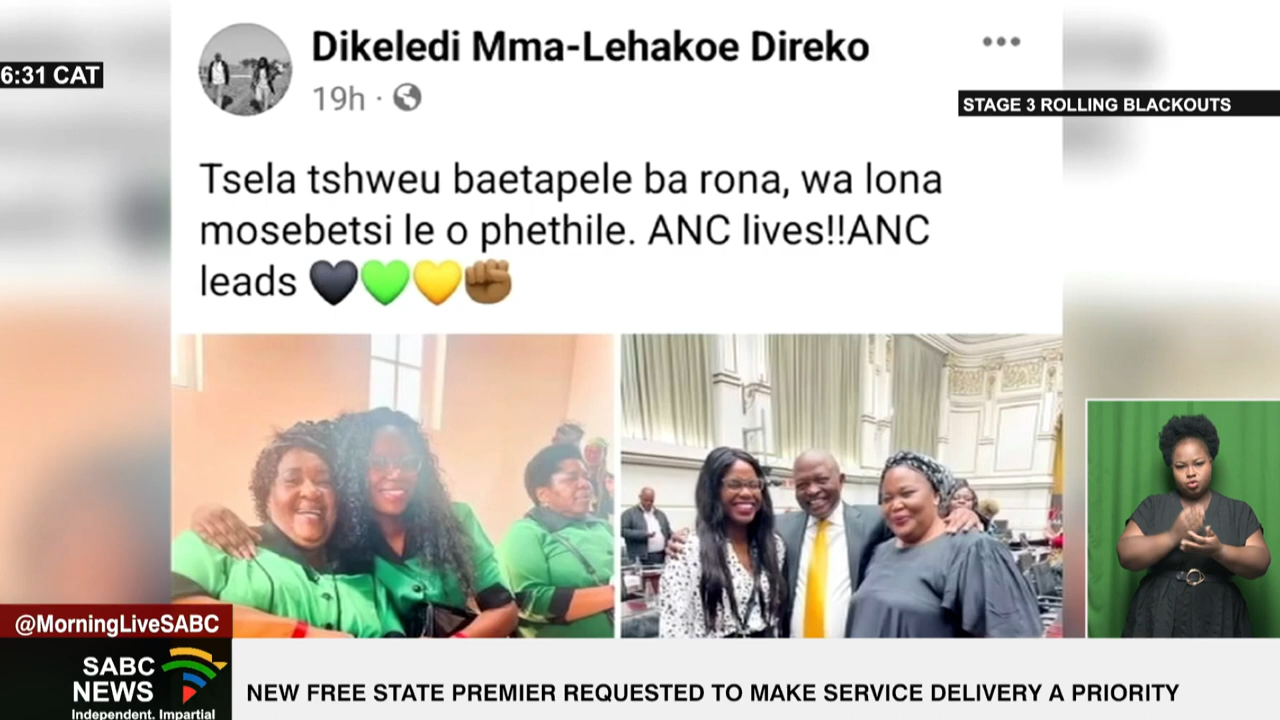 Dikeledi Mma-Lehakoe Direko
19h ·
6:31 CAT
STAGE 3 ROLLING BLACKOUTS
Tsela tshweu baetapele ba rona, wa lona
mosebetsi le o phethile. ANC lives!!ANC
leads 🖤💚💛✊🏾
@MorningLiveSABC
SABC
NEWS
Independent. Impartial
NEW FREE STATE PREMIER REQUESTED TO MAKE SERVICE DELIVERY A PRIORITY